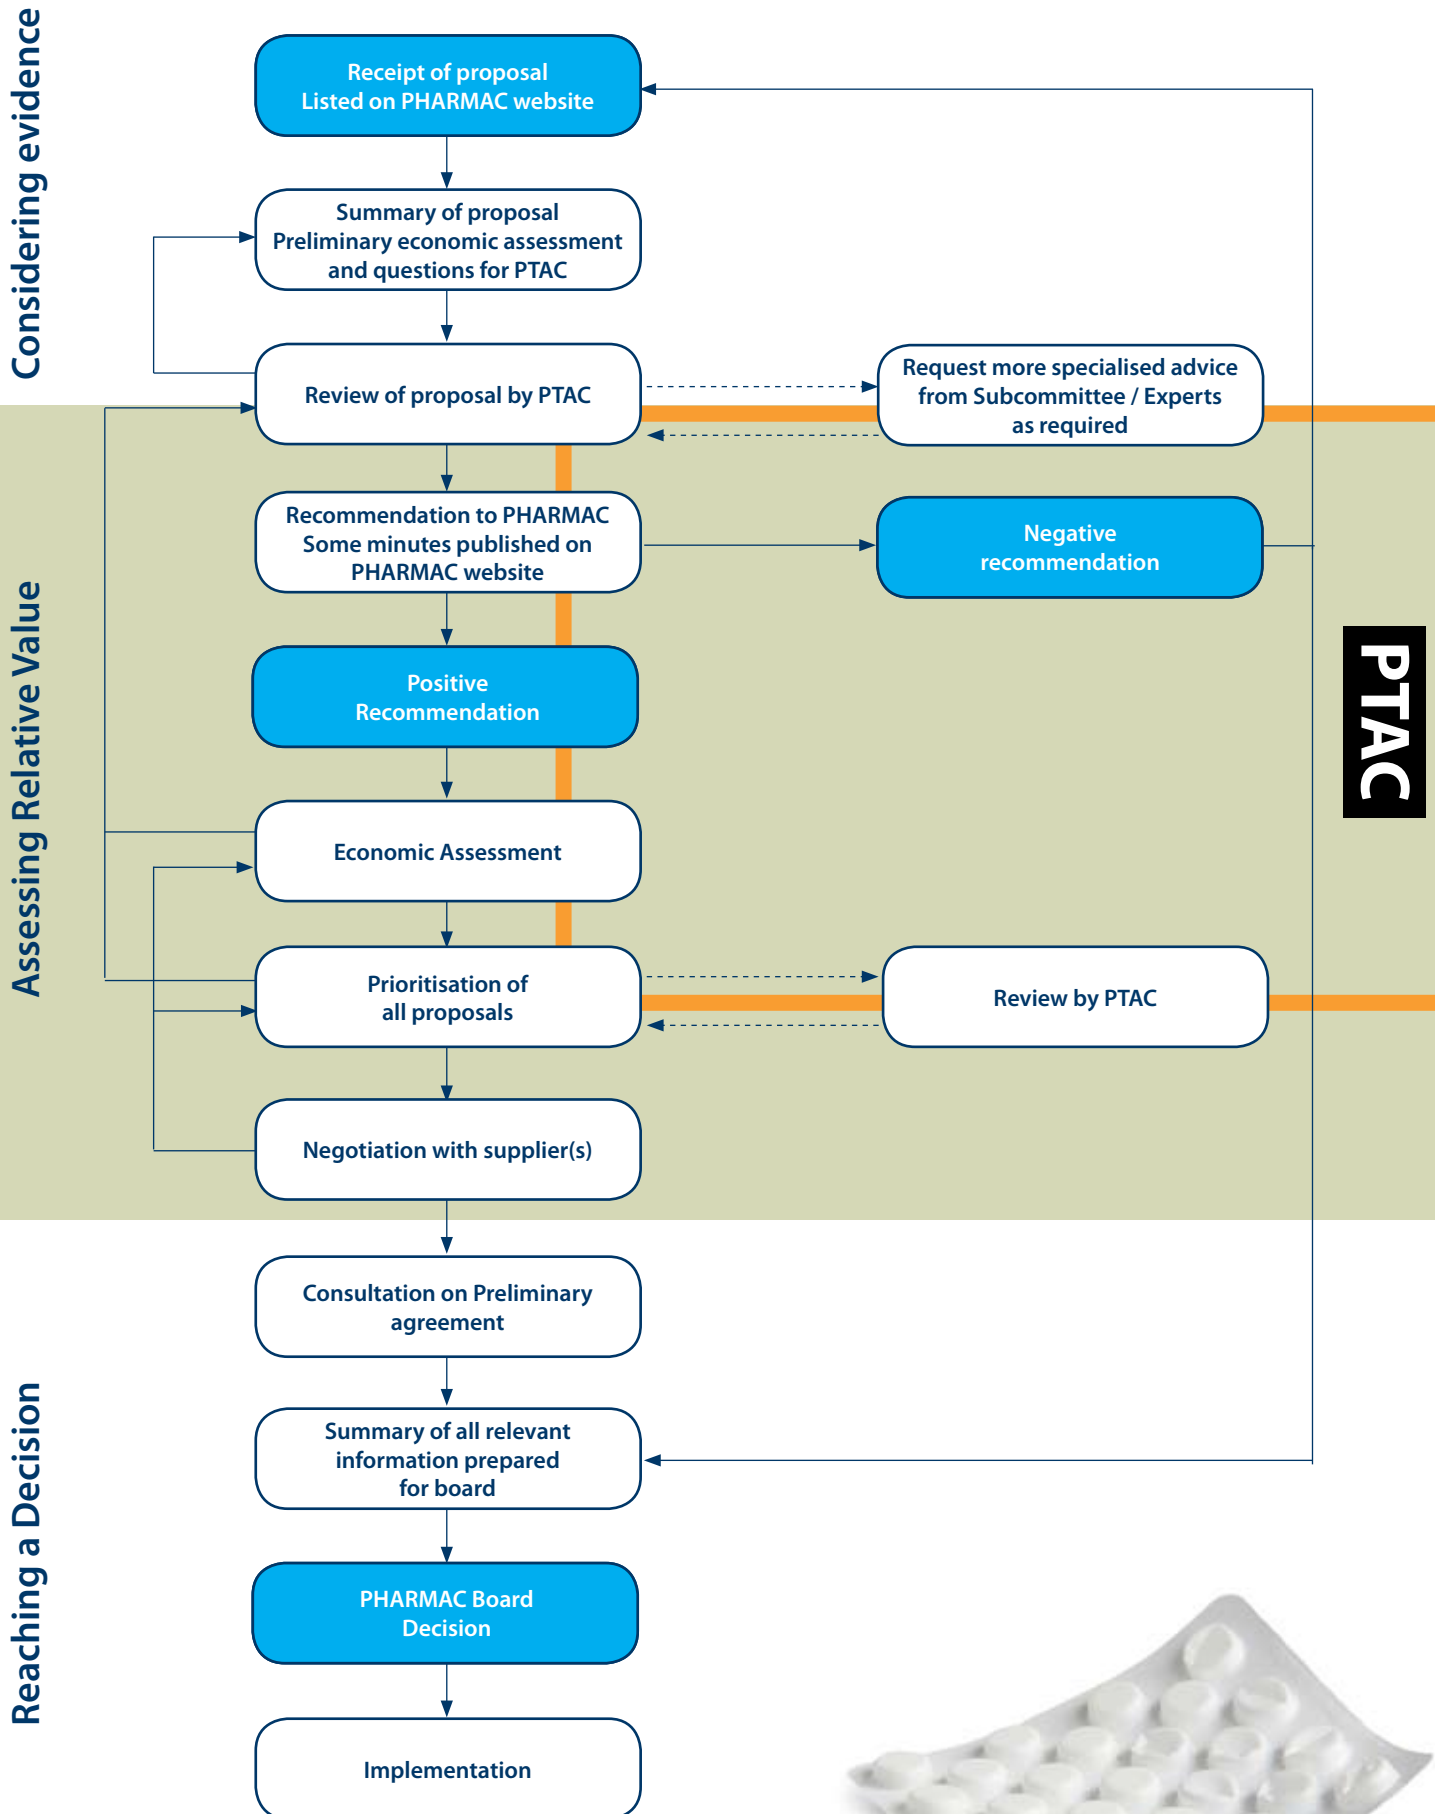 Considering evidence
Receipt of proposal
Listed on PHARMAC website
Summary of proposal
Preliminary economic assessment
and questions for PTAC
Review of proposal by PTAC
Request more specialised advice
from Subcommittee / Experts
as required
Assessing Relative Value
Recommendation to PHARMAC
Some minutes published on
PHARMAC website
Negative
recommendation
PTAC
Positive
Recommendation
Economic Assessment
Prioritisation of
all proposals
Review by PTAC
Negotiation with supplier(s)
Reaching a Decision
Consultation on Preliminary
agreement
Summary of all relevant
information prepared
for board
PHARMAC Board
Decision
Implementation